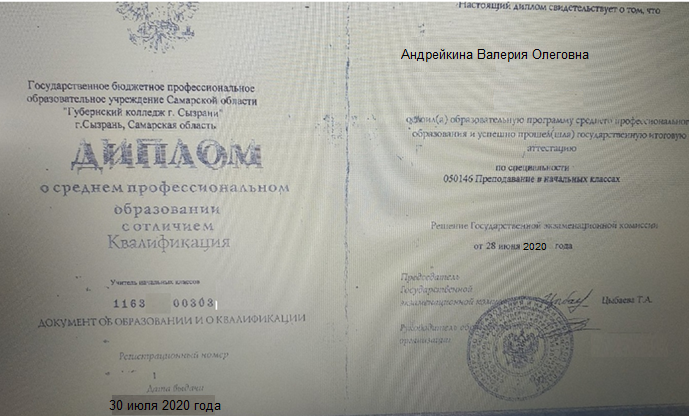 Государственное бюджетное профессиональное
образовательное учреждение Самарской области
"Губернский колледж г. Сызрани"
г.Сызрань, Самарская область
ДИПЛОМ
о среднем профессиональном
образовании
с отличием
Квалификация
Учитель начальных классов
1163 00303
ДОКУМЕНТ ОБ ОБРАЗОВАНИИ И О КВАЛИФИКАЦИИ
Регистрационный номер
1
Дата выдачи
30 июля 2020 года
Настоящий диплом свидетельствует о том, что
Андрейкина Валерия Олеговна
освоил(а) образовательную программу среднего профессионального
образования и успешно прошел(шла) государственную итоговую
аттестацию
по специальности
050146 Преподавание в начальных классах
Решение Государственной экзаменационной комиссии
от 28 июня 2020 года
Председатель
Государственной
экзаменационной Цыбаева Т.А.
Руководитель
организации